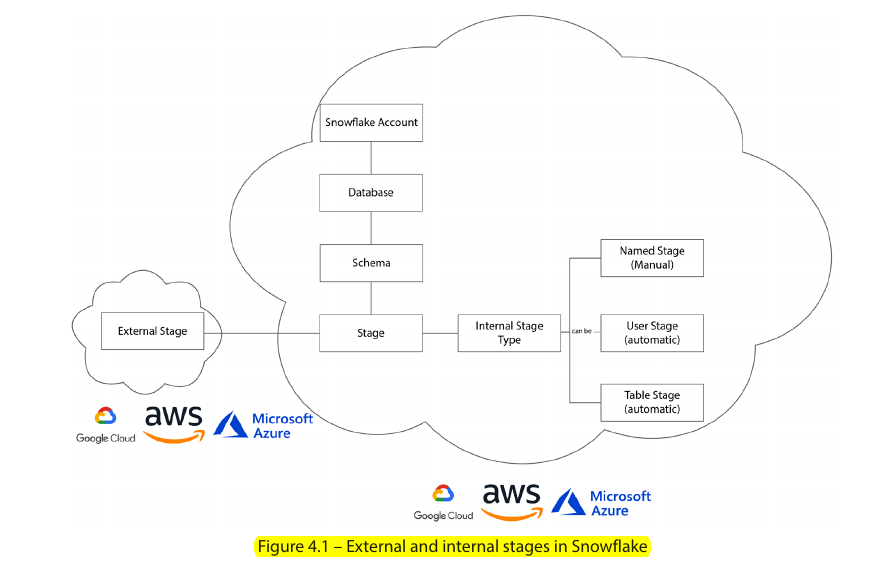 Snowflake Account
Database
Schema
External Stage
Stage
Internal Stage
Type
can be
Named Stage
(Manual)
User Stage
(automatic)
Table Stage
(automatic)
Google Cloud
aws
Microsoft
Azure
Google Cloud
aws
Microsoft
Azure
Figure 4.1 – External and internal stages in Snowflake